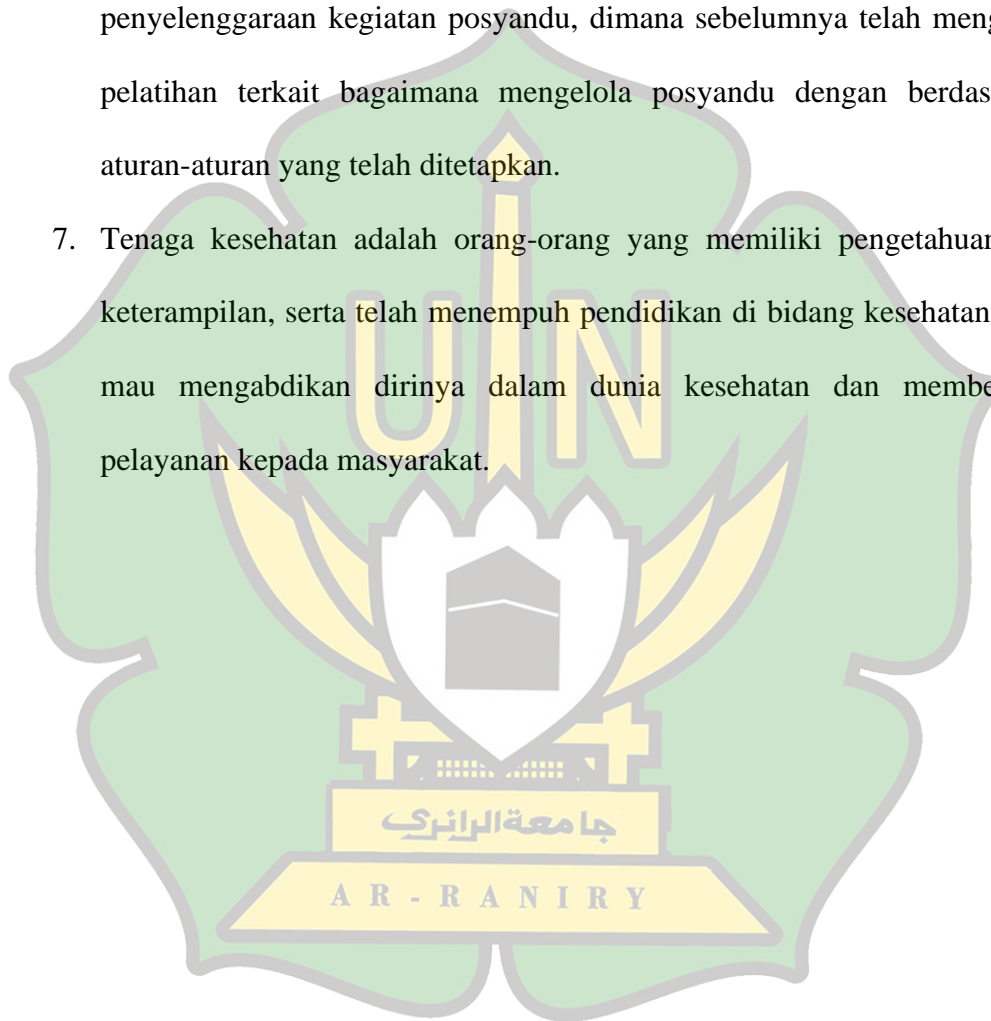 penyelenggaraan kegiatan posyandu, dimana sebelumnya telah meng
pelatihan terkait bagaimana mengelola posyandu dengan berdas
aturan-aturan yang telah ditetapkan.
7. Tenaga kesehatan adalah orang-orang yang memiliki pengetahuan
keterampilan, serta telah menempuh pendidikan di bidang kesehatan
mau mengabdikan dirinya dalam dunia kesehatan dan membe
pelayanan kepada masyarakat.
UIN
جامعة الرانري
AR-RANIRY